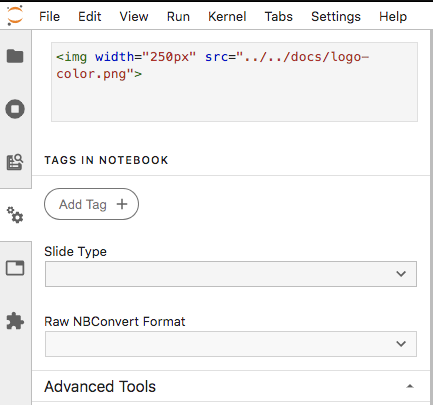 File Edit View Run Kernel Tabs Settings Help
<img width="250px" src="../../docs/logo-
color.png">
TAGS IN NOTEBOOK
Add Tag +
Slide Type
Raw NBConvert Format
Advanced Tools